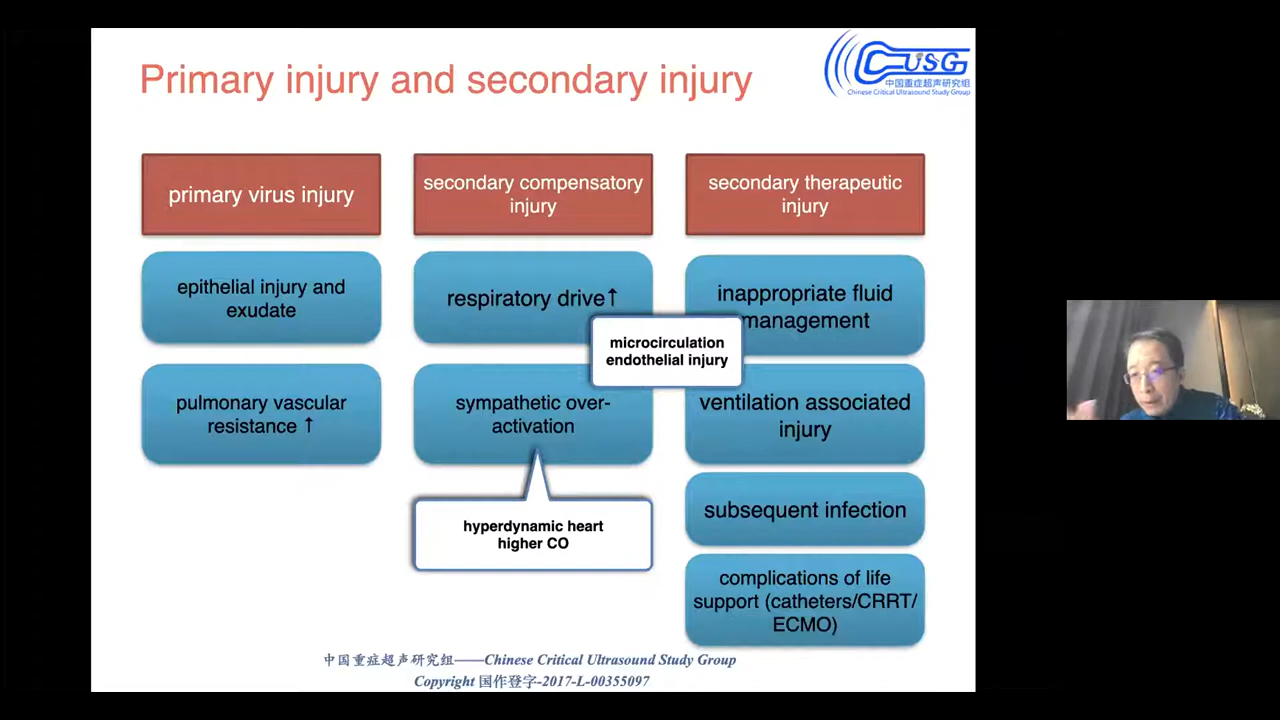 Primary injury and secondary injury
CUSG
中国重症超声研究组
Chinese Critical Ultrasound Study Group
primary virus injury
epithelial injury and
exudate
pulmonary vascular
resistance ↑
secondary compensatory
injury
respiratory drive↑
sympathetic over-
activation
hyperdynamic heart
higher CO
microcirculation
endothelial injury
secondary therapeutic
injury
inappropriate fluid
management
ventilation associated
injury
subsequent infection
complications of life
support (catheters/CRRT/
ECMO)
中国重症超声研究组——Chinese Critical Ultrasound Study Group
Copyright 国作登字-2017-L-00355097